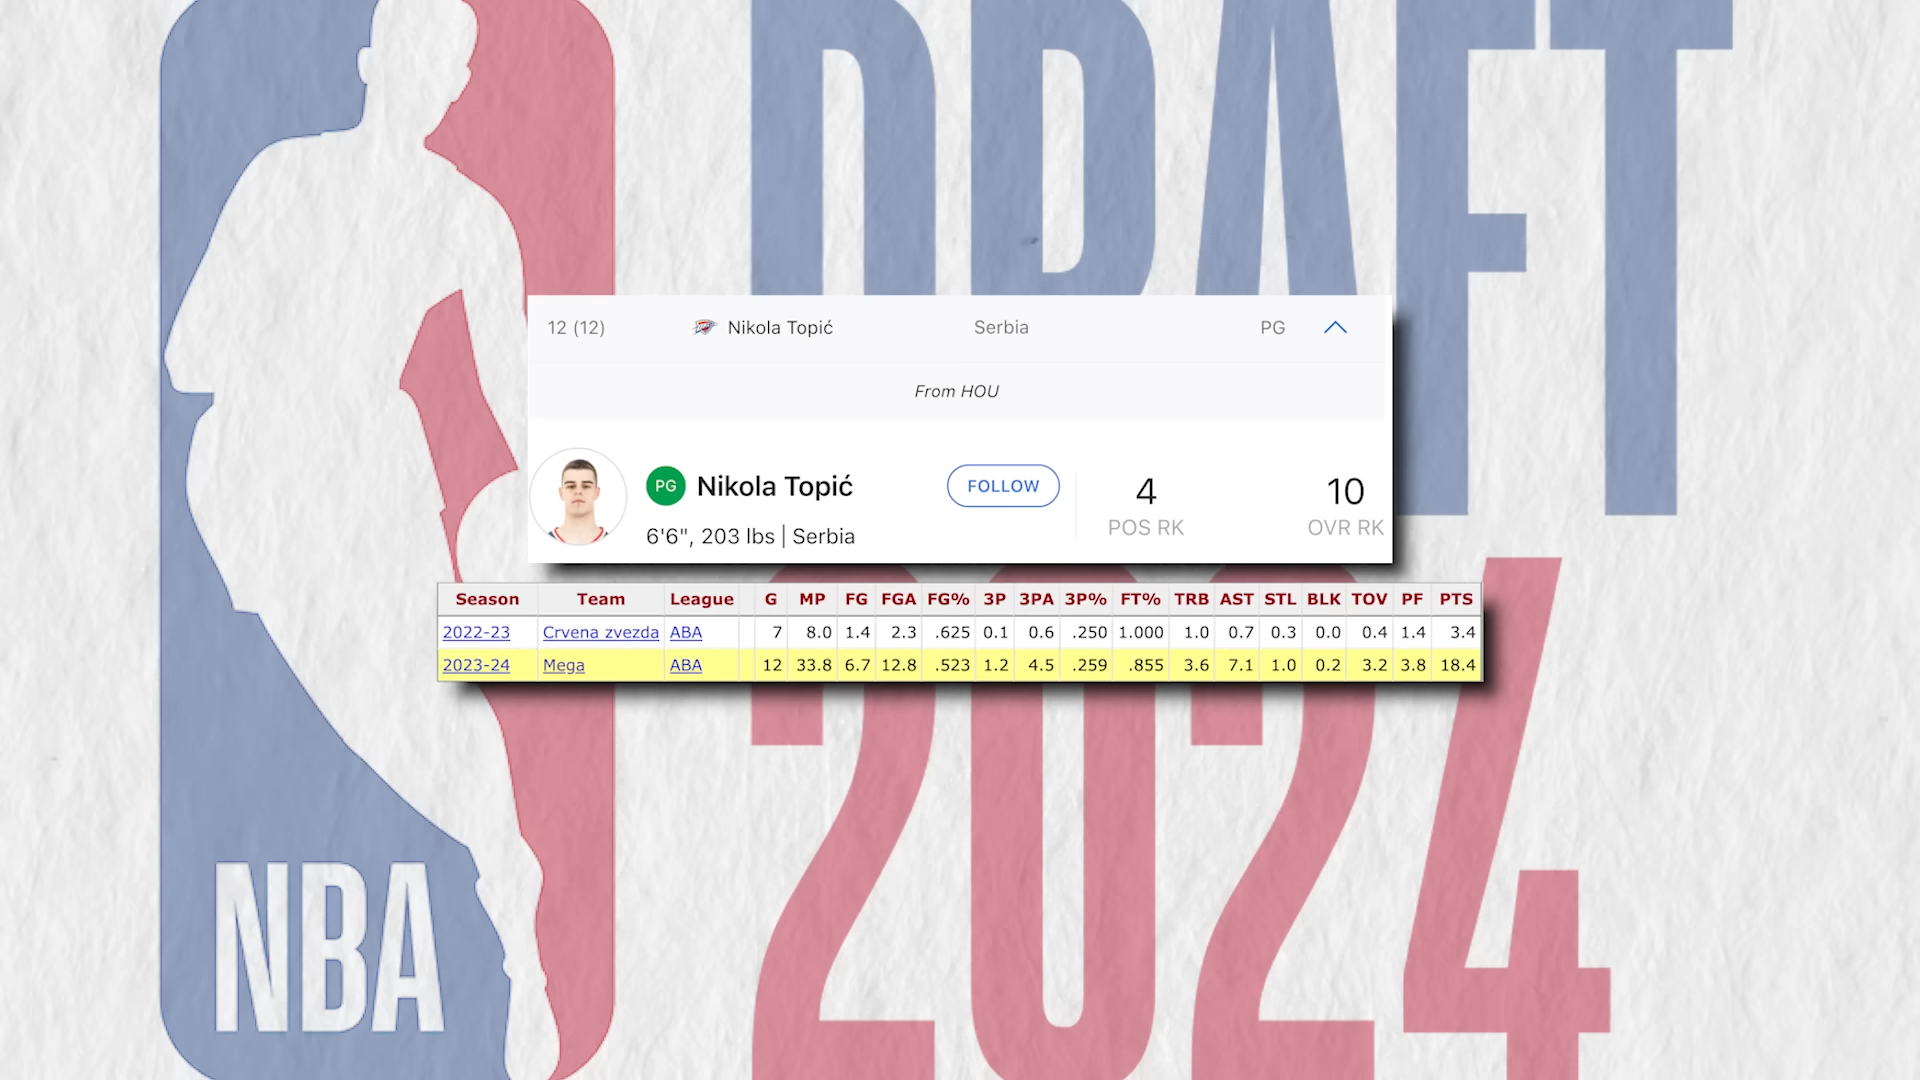 DRAFT
12 (12) Nikola Topić Serbia PG
From HOU
PG Nikola Topić FOLLOW 4 10
6'6", 203 lbs | Serbia POS RK OVR RK
Season Team League G MP FG FGA FG% 3P 3PA 3P% FT% TRB AST STL BLK TOV PF PTS
2022-23 Crvena zvezda ABA 7 8.0 1.4 2.3 .625 0.1 0.6 .250 1.000 1.0 0.7 0.3 0.0 0.4 1.4 3.4
2023-24 Mega ABA 12 33.8 6.7 12.8 .523 1.2 4.5 .259 .855 3.6 7.1 1.0 0.2 3.2 3.8 18.4
2024
NBA